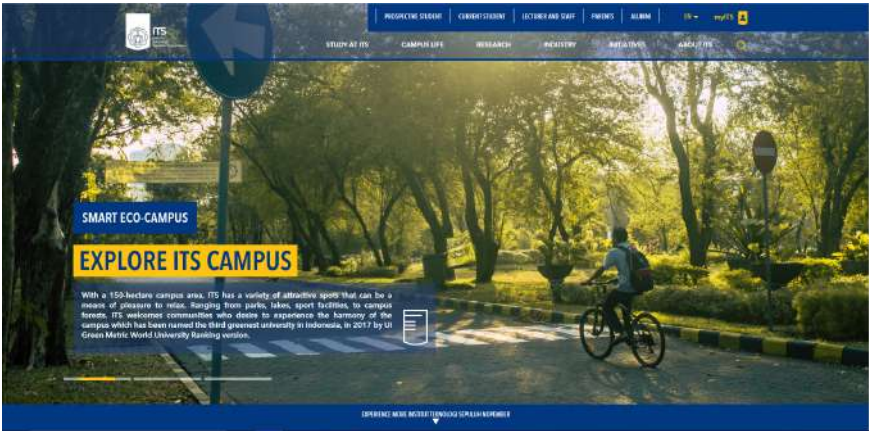 PROSPECTIVE STUDENT CURRENT STUDENT LECTURER AND STAFF PARENTS ALUMNI EN myITS
ITS
STUDY AT ITS CAMPUS LIFE RESEARCH INDUSTRY INITIATIVES ABOUT ITS
SMART ECO-CAMPUS
EXPLORE ITS CAMPUS
With a 150-hectare campus area, ITS has a variety of attractive spots that can be a
means of pleasure to relax. Ranging from parks, lakes, sport facilities, to campus
forests, ITS welcomes communities who desire to experience the harmony of the
campus which has been named the third greenest university in Indonesia, in 2017 by UI
Green Metric World University Ranking version.
EXPERIENCE MORE INSTITUT TEKNOLOGI SEPULUH NOPEMBER